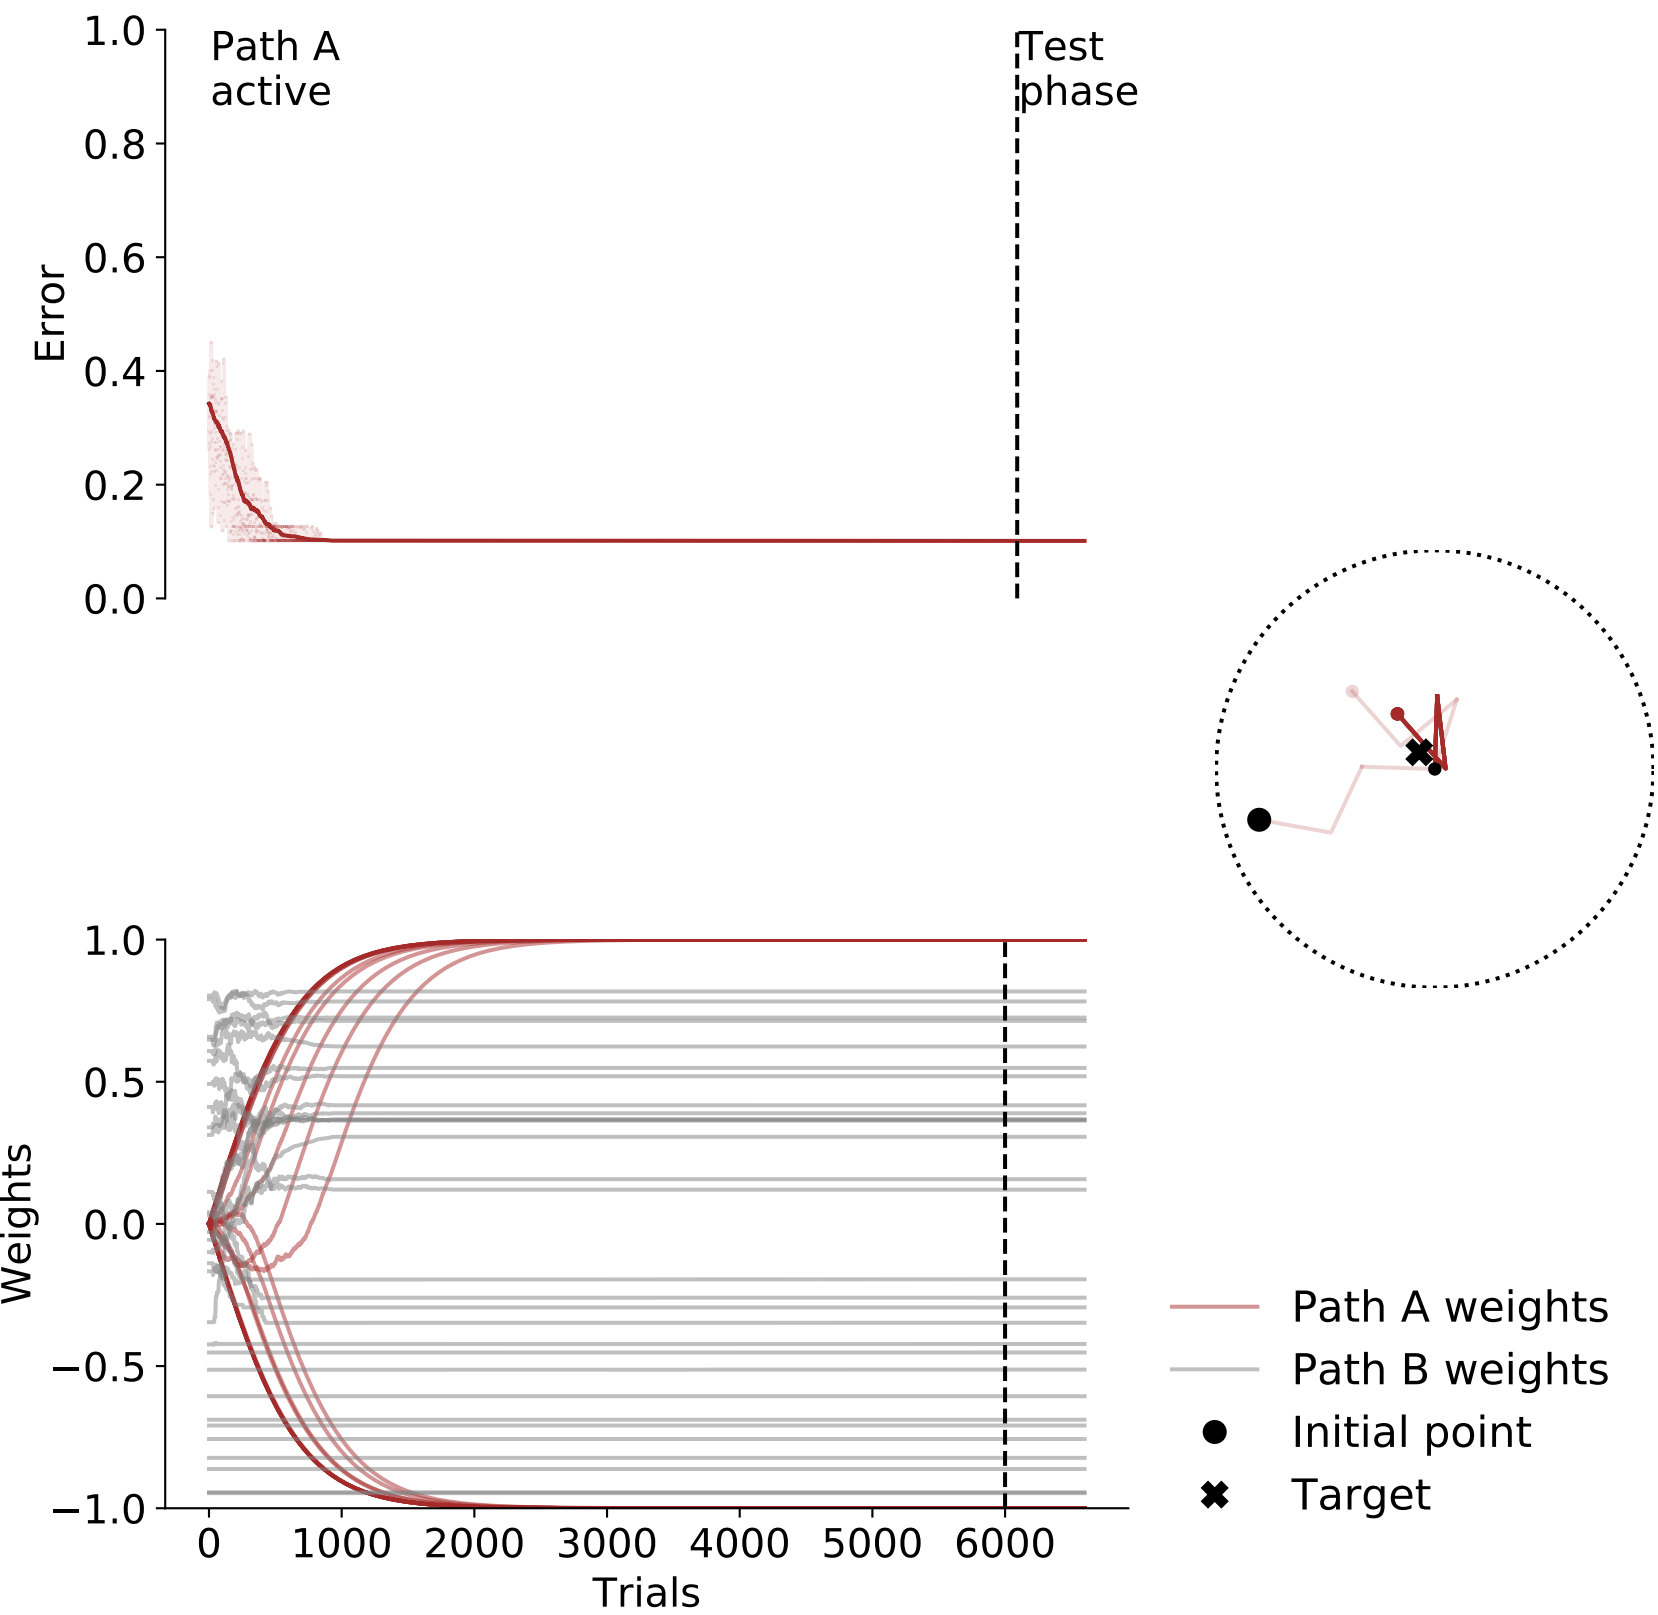 Path A
active
Test
phase
1.0
0.8
0.6
0.4
0.2
0.0
Error
1.0
0.5
0.0
−0.5
−1.0
Weights
0 1000 2000 3000 4000 5000 6000
Trials
Path A weights
Path B weights
Initial point
Target